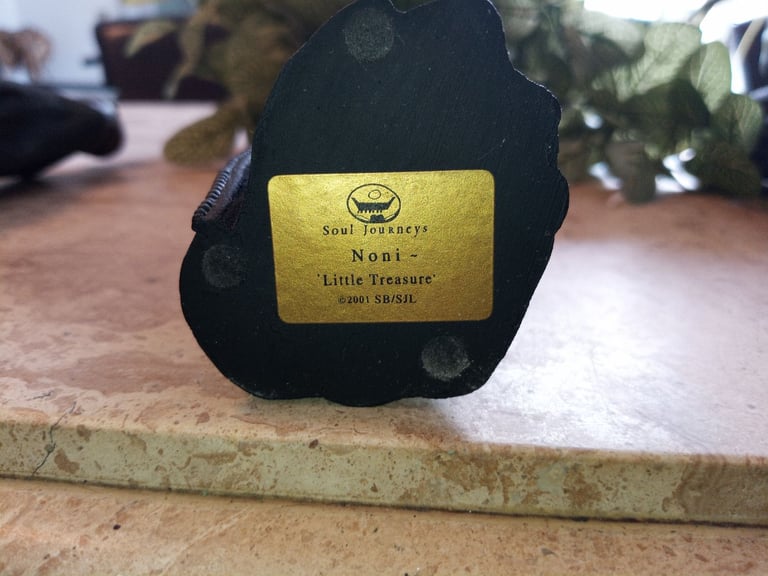 Soul Journeys
Noni ~
'Little Treasure'
©2001 SB/SJL